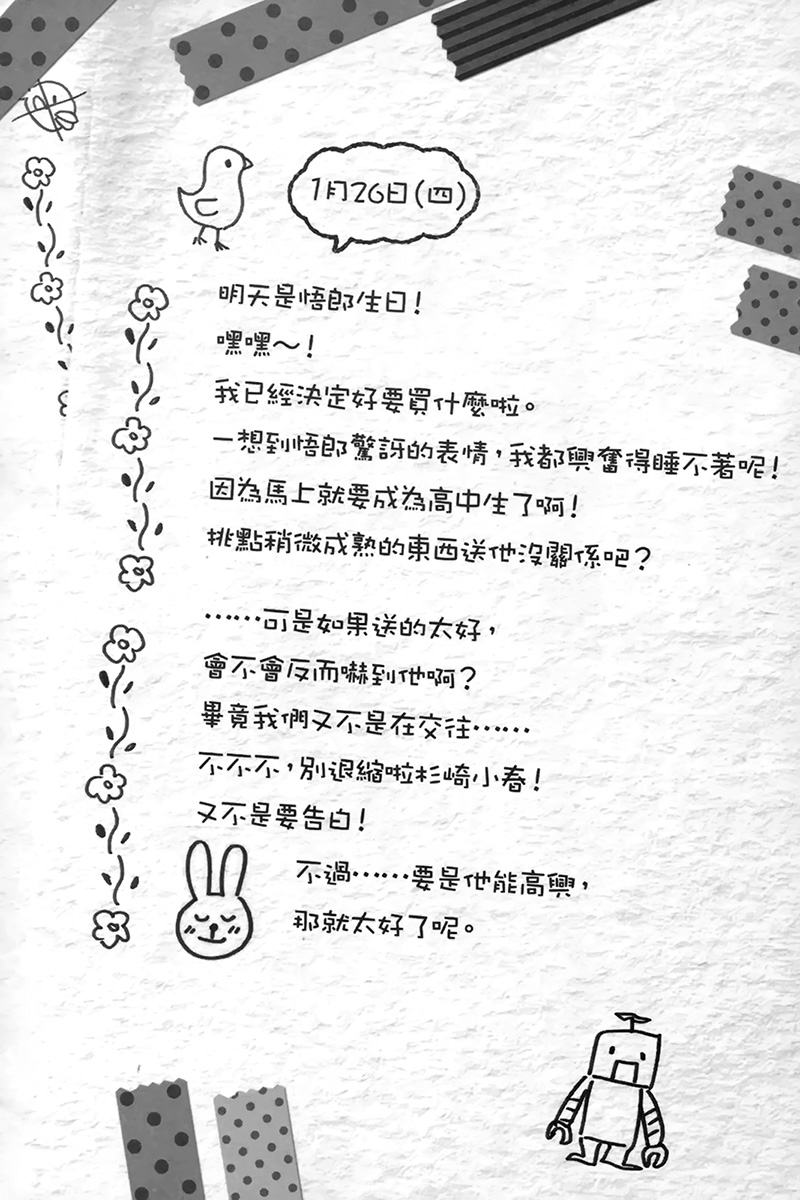 1月26日(四)
明天是悟郎生日!
嘿嘿~!
我已經決定好要買什麼啦。
一想到悟郎驚訝的表情,我都興奮得睡不著呢!
因為馬上就要成為高中生了啊!
挑點稍微成熟的東西送他沒關係吧?
……可是如果送的太好,
會不會反而嚇到他啊?
畢竟我們又不是在交往……
不不不,別退縮啦杉崎小春!
又不是要告白!
不過……要是他能高興,
那就太好了呢。